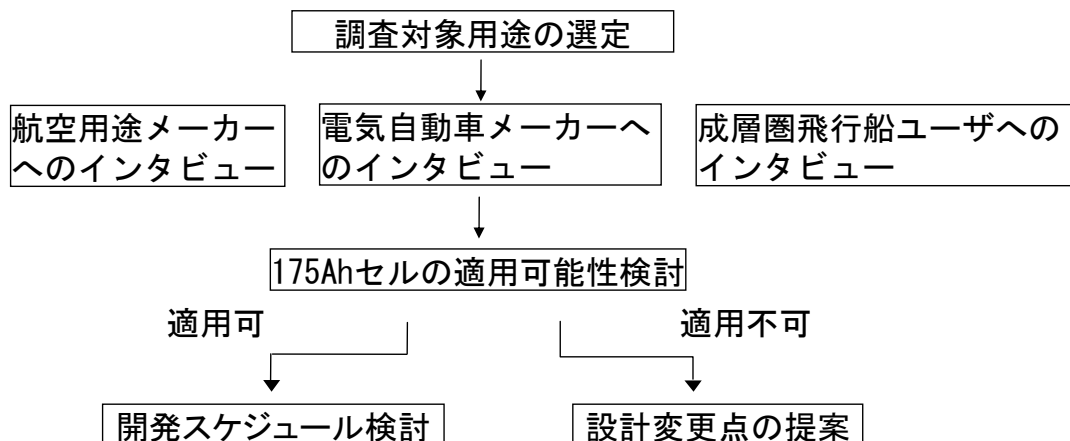 調査対象用途の選定
航空用途メーカー
へのインタビュー
電気自動車メーカーへ
のインタビュー
成層圏飛行船ユーザへの
インタビュー
175Ahセルの適用可能性検討
適用可
適用不可
開発スケジュール検討
設計変更点の提案